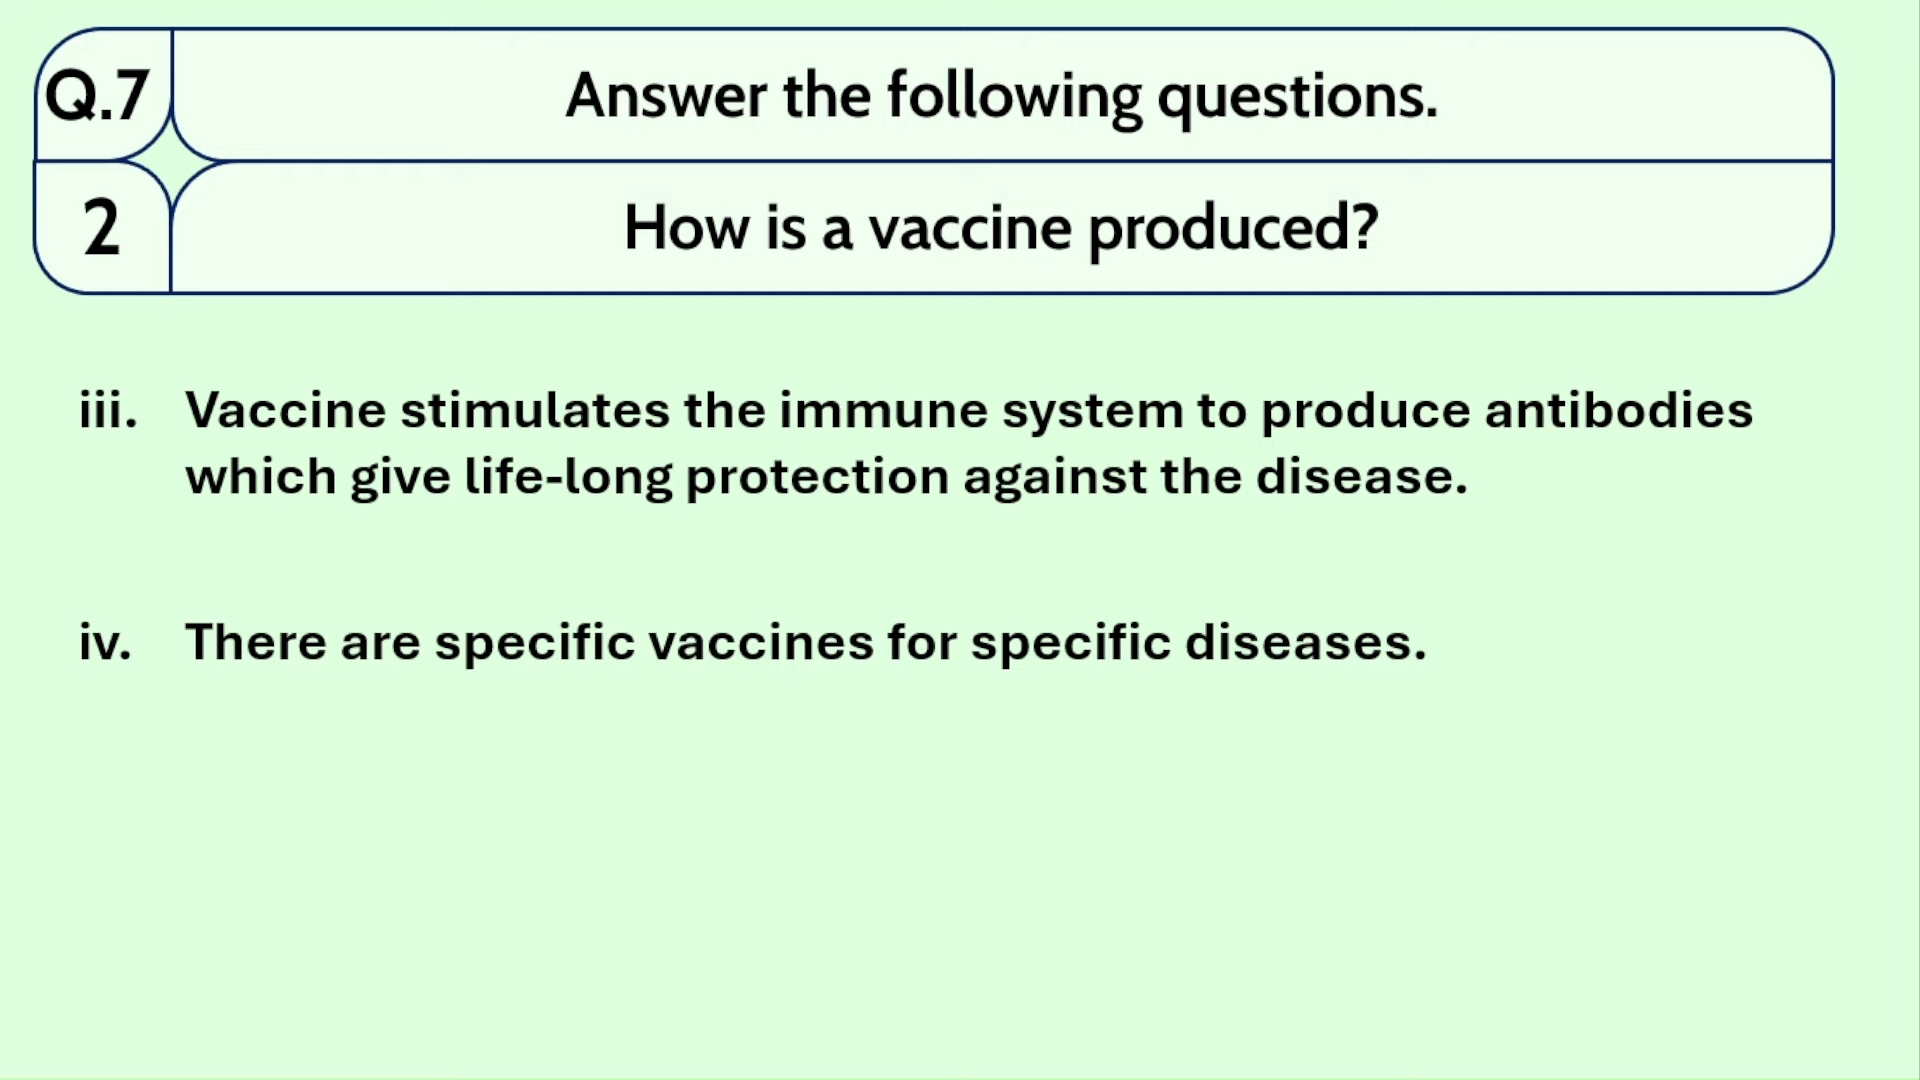 Q.7 Answer the following questions.
2 How is a vaccine produced?
iii. Vaccine stimulates the immune system to produce antibodies
which give life-long protection against the disease.
iv. There are specific vaccines for specific diseases.